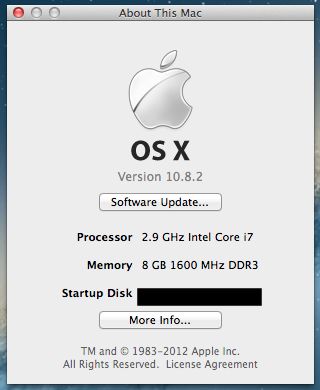 About This Mac
OS X
Version 10.8.2
Software Update...
Processor 2.9 GHz Intel Core i7
Memory 8 GB 1600 MHz DDR3
Startup Disk
More Info...
TM and © 1983-2012 Apple Inc.
All Rights Reserved. License Agreement